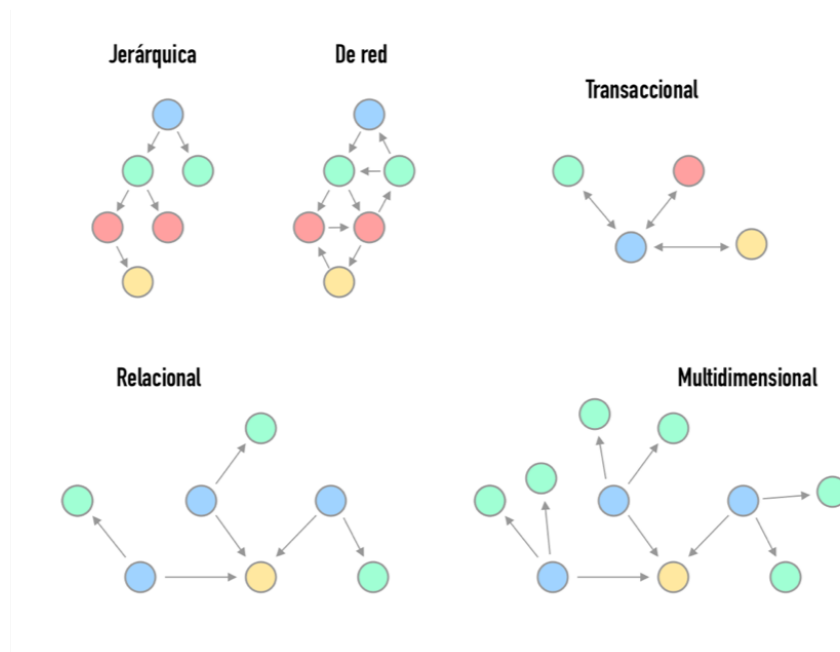 Jerárquica
De red
Transaccional
Relacional
Multidimensional